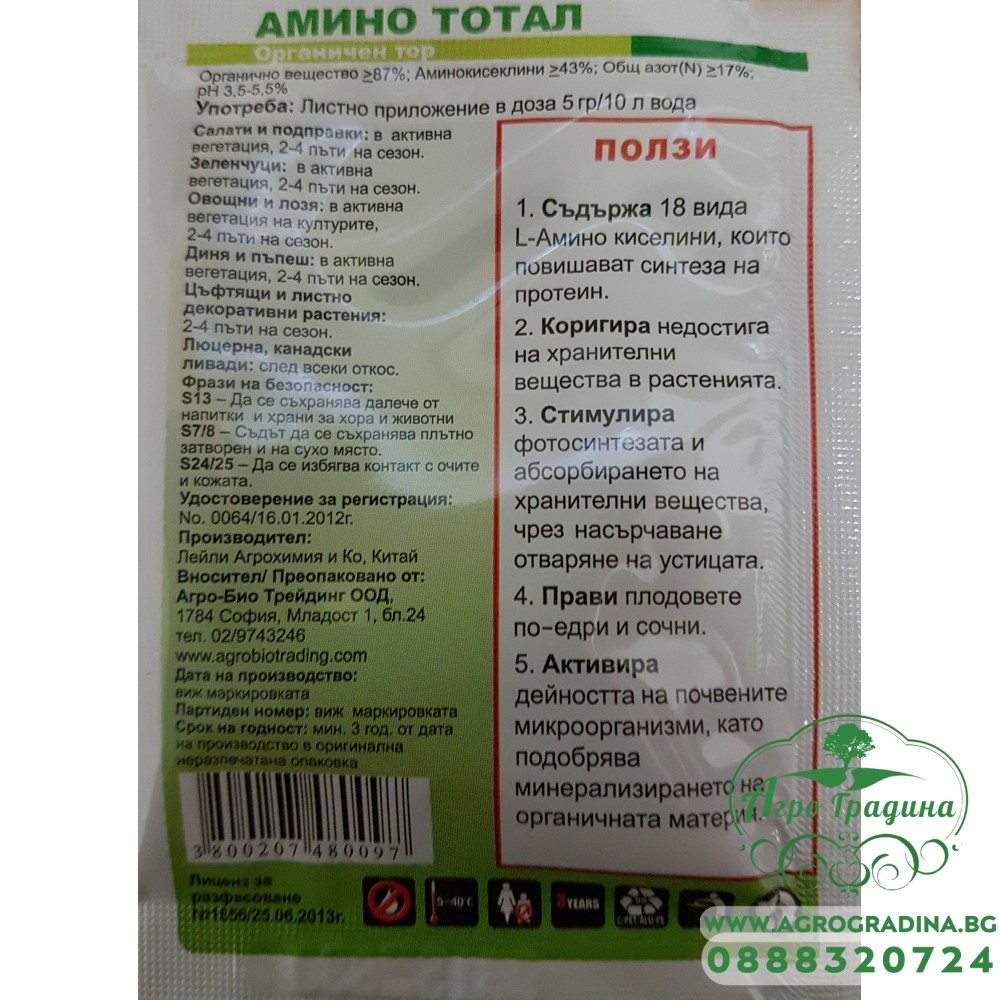 АМИНО ТОТАЛ
Органичен тор
Органично вещество ≥87%; Аминокисеклини ≥43%; Общ азот(N) ≥17%;
pH 3,5-5,5%
Употреба: Листно приложение в доза 5 гр/10 л вода
Салати и подправки: в активна
вегетация, 2-4 пъти на сезон.
Зеленчуци: в активна
вегетация, 2-4 пъти на сезон.
Овощни и лозя: в активна
вегетация на културите,
2-4 пъти на сезон.
Диня и пъпеш: в активна
вегетация, 2-4 пъти на сезон.
Цъфтящи и листно
декоративни растения:
2-4 пъти на сезон.
Люцерна, канадски
ливади: след всеки откос.
Фрази на безопасност:
S13 – Да се съхранява далече от
напитки и храни за хора и животни
S7/8 – Съдът да се съхранява плътно
затворен и на сухо място.
S24/25 – Да се избягва контакт с очите
и кожата.
Удостоверение за регистрация:
No. 0064/16.01.2012г.
Производител:
Лейли Агрохимия и Ко, Китай
Вносител/ Преопаковано от:
Агро-Био Трейдинг ООД,
1784 София, Младост 1, бл.24
тел. 02/9743246
www.agrobiotrading.com
Дата на производство:
виж маркировката
Партиден номер: виж маркировката
Срок на годност: мин. 3 год. от дата
на производство в оригинална
неразпечатана опаковка
3800207480097
Лиценз за
разфасоване
№1856/25.06.2013г.
5-40°C
3 YEARS
C/PET.ALU/PE
ПОЛЗИ
1. Съдържа 18 вида
L-Амино киселини, които
повишават синтеза на
протеин.
2. Коригира недостига
на хранителни
вещества в растенията.
3. Стимулира
фотосинтезата и
абсорбирането на
хранителни вещества,
чрез насърчаване
отваряне на устицата.
4. Прави плодовете
по-едри и сочни.
5. Активира
дейността на почвените
микроорганизми, като
подобрява
минерализирането на
органичната материя.
Агро Градина
WWW.AGROGRADINA.BG
0888320724